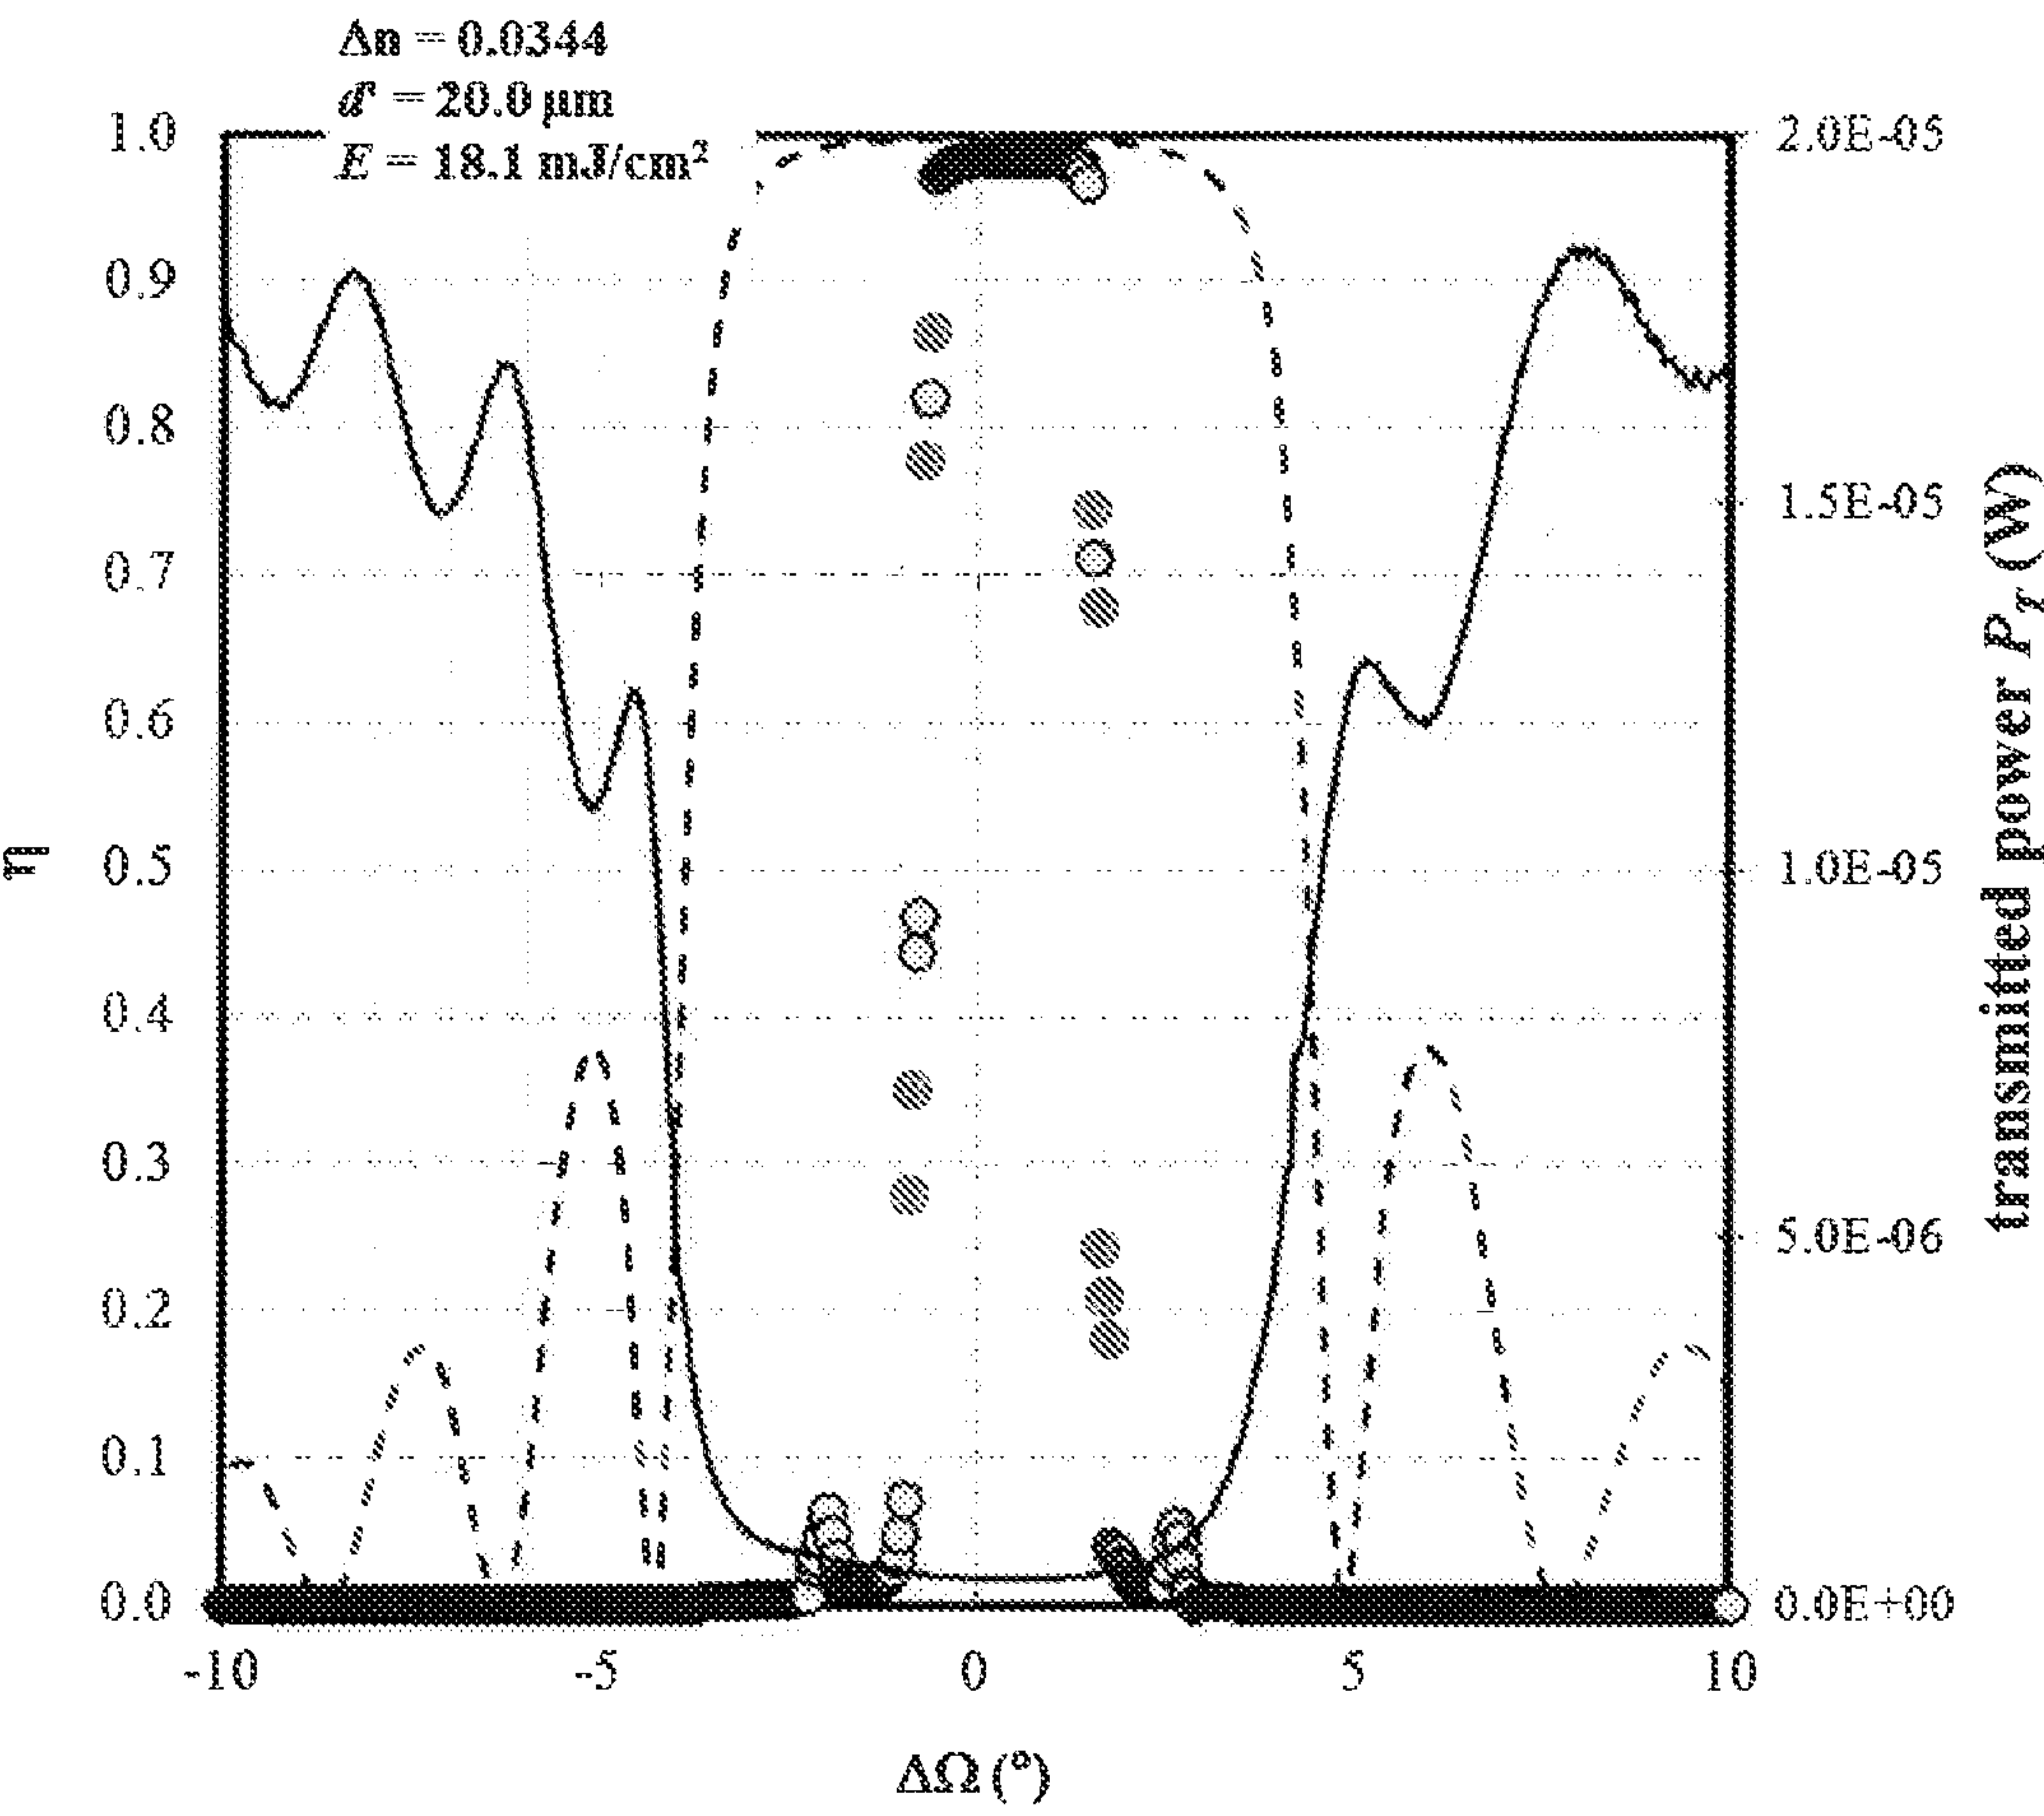 Δn = 0.0344
d' = 20.0 µm
E = 18.1 mJ/cm²
1.0
0.9
0.8
0.7
0.6
0.5
0.4
0.3
0.2
0.1
0.0
η
2.0E-05
1.5E-05
1.0E-05
5.0E-06
0.0E+00
transmitted power P_T (W)
-10 -5 0 5 10
ΔΩ (°)